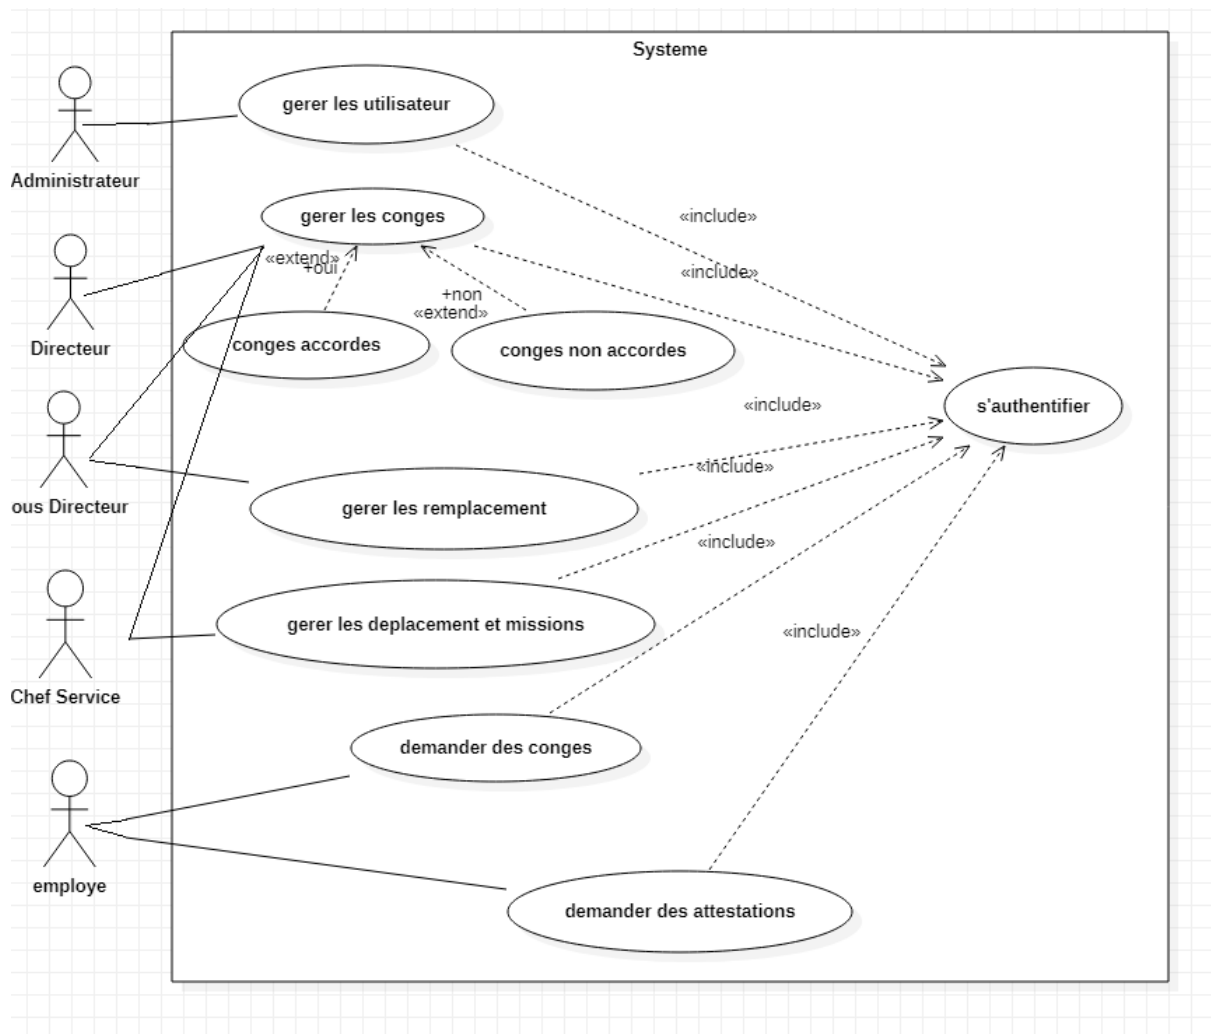 Systeme
gerer les utilisateur
Administrateur
gerer les conges
«include»
«extend»
+oui
«include»
+non
«extend»
Directeur
conges accordes
conges non accordes
«include»
s'authentifier
«include»
ous Directeur
gerer les remplacement
«include»
gerer les deplacement et missions
«include»
Chef Service
demander des conges
employe
demander des attestations